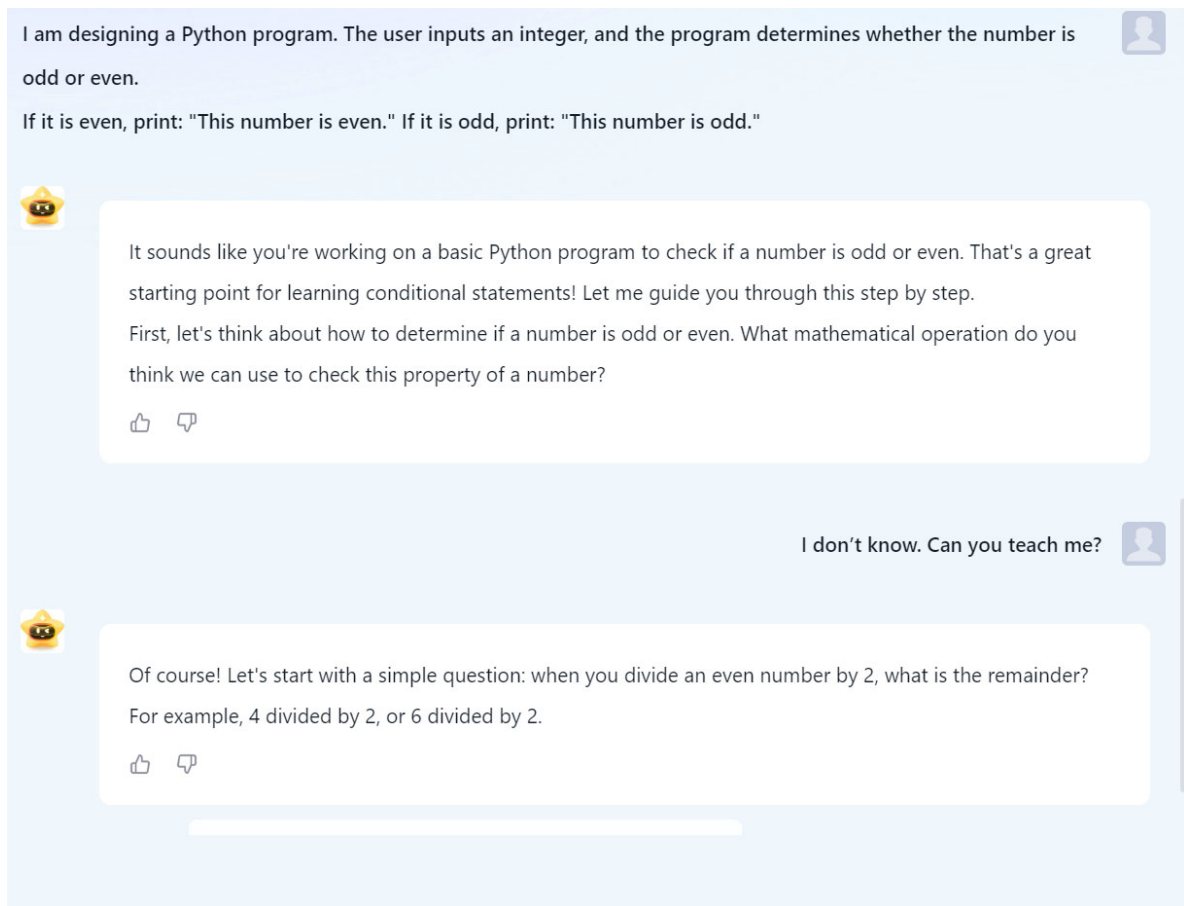 I am designing a Python program. The user inputs an integer, and the program determines whether the number is
odd or even.
If it is even, print: "This number is even." If it is odd, print: "This number is odd."
It sounds like you're working on a basic Python program to check if a number is odd or even. That's a great
starting point for learning conditional statements! Let me guide you through this step by step.
First, let's think about how to determine if a number is odd or even. What mathematical operation do you
think we can use to check this property of a number?
I don’t know. Can you teach me?
Of course! Let's start with a simple question: when you divide an even number by 2, what is the remainder?
For example, 4 divided by 2, or 6 divided by 2.